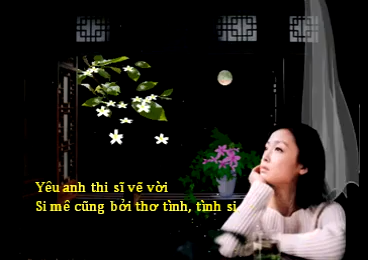 Yêu anh thi sĩ vẽ vời
Si mê cũng bởi thơ tình, tình si